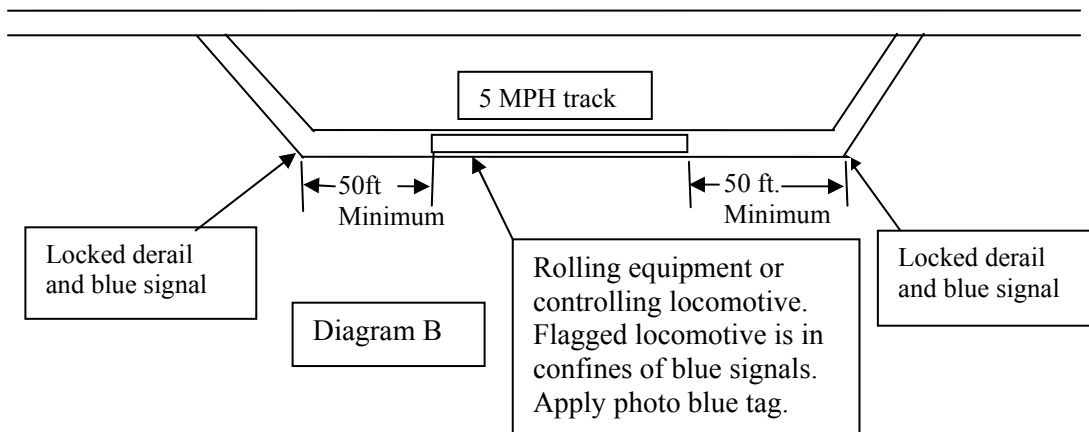 5 MPH track
50ft
Minimum
50 ft.
Minimum
Locked derail
and blue signal
Diagram B
Rolling equipment or
controlling locomotive.
Flagged locomotive is in
confines of blue signals.
Apply photo blue tag.
Locked derail
and blue signal